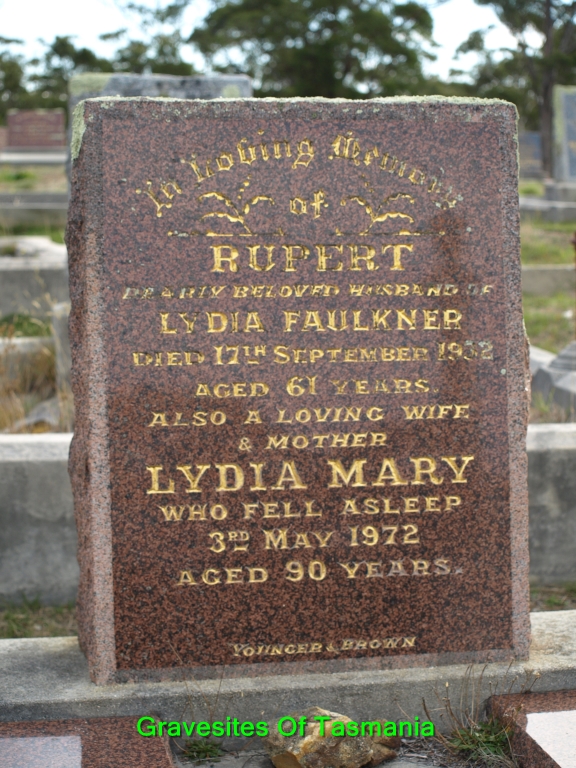 In Loving Memory
of
RUPERT
DEARLY BELOVED HUSBAND OF
LYDIA FAULKNER
DIED 17TH SEPTEMBER 1932
AGED 61 YEARS.
ALSO A LOVING WIFE
& MOTHER
LYDIA MARY
WHO FELL ASLEEP
3RD MAY 1972
AGED 90 YEARS.
YOUNGER & BROWN
Gravesites Of Tasmania